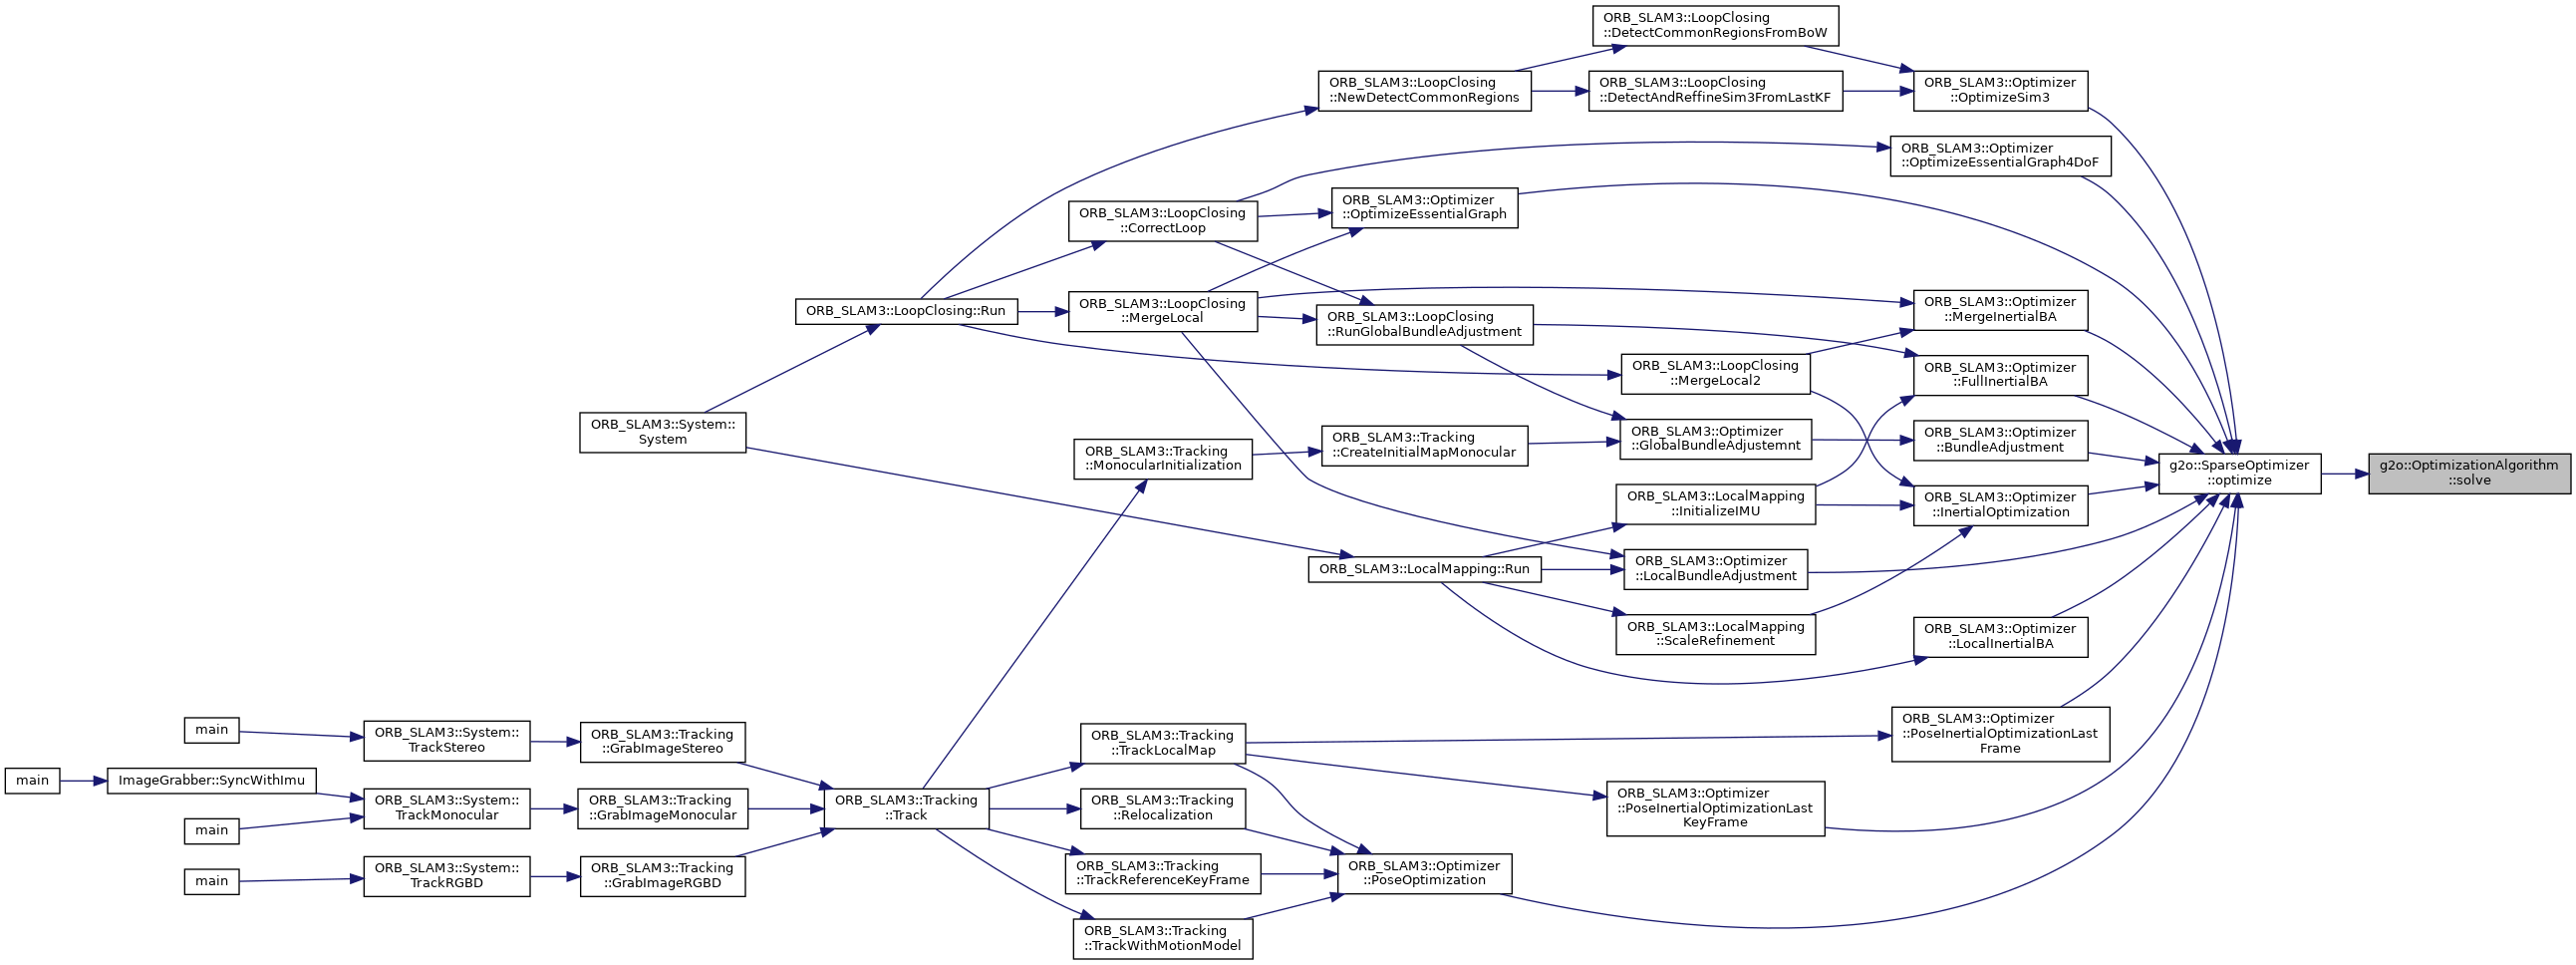 ORB_SLAM3::LoopClosing
::DetectCommonRegionsFromBoW
ORB_SLAM3::LoopClosing
::NewDetectCommonRegions
ORB_SLAM3::LoopClosing
::DetectAndReffineSim3FromLastKF
ORB_SLAM3::Optimizer
::OptimizeSim3
ORB_SLAM3::Optimizer
::OptimizeEssentialGraph4DoF
ORB_SLAM3::Optimizer
::OptimizeEssentialGraph
ORB_SLAM3::LoopClosing
::CorrectLoop
ORB_SLAM3::LoopClosing::Run
ORB_SLAM3::LoopClosing
::MergeLocal
ORB_SLAM3::LoopClosing
::RunGlobalBundleAdjustment
ORB_SLAM3::Optimizer
::MergeInertialBA
ORB_SLAM3::LoopClosing
::MergeLocal2
ORB_SLAM3::Optimizer
::FullInertialBA
ORB_SLAM3::System::
System
ORB_SLAM3::Tracking
::MonocularInitialization
ORB_SLAM3::Tracking
::CreateInitialMapMonocular
ORB_SLAM3::Optimizer
::GlobalBundleAdjustemnt
ORB_SLAM3::Optimizer
::BundleAdjustment
g2o::SparseOptimizer
::optimize
g2o::OptimizationAlgorithm
::solve
ORB_SLAM3::LocalMapping
::InitializeIMU
ORB_SLAM3::Optimizer
::InertialOptimization
ORB_SLAM3::LocalMapping::Run
ORB_SLAM3::Optimizer
::LocalBundleAdjustment
ORB_SLAM3::LocalMapping
::ScaleRefinement
ORB_SLAM3::Optimizer
::LocalInertialBA
main
ORB_SLAM3::System::
TrackStereo
ORB_SLAM3::Tracking
::GrabImageStereo
ORB_SLAM3::Tracking
::TrackLocalMap
ORB_SLAM3::Optimizer
::PoseInertialOptimizationLast
Frame
main
ImageGrabber::SyncWithImu
ORB_SLAM3::System::
TrackMonocular
ORB_SLAM3::Tracking
::GrabImageMonocular
ORB_SLAM3::Tracking
::Track
ORB_SLAM3::Tracking
::Relocalization
ORB_SLAM3::Optimizer
::PoseInertialOptimizationLast
KeyFrame
main
main
ORB_SLAM3::System::
TrackRGBD
ORB_SLAM3::Tracking
::GrabImageRGBD
ORB_SLAM3::Tracking
::TrackReferenceKeyFrame
ORB_SLAM3::Optimizer
::PoseOptimization
ORB_SLAM3::Tracking
::TrackWithMotionModel